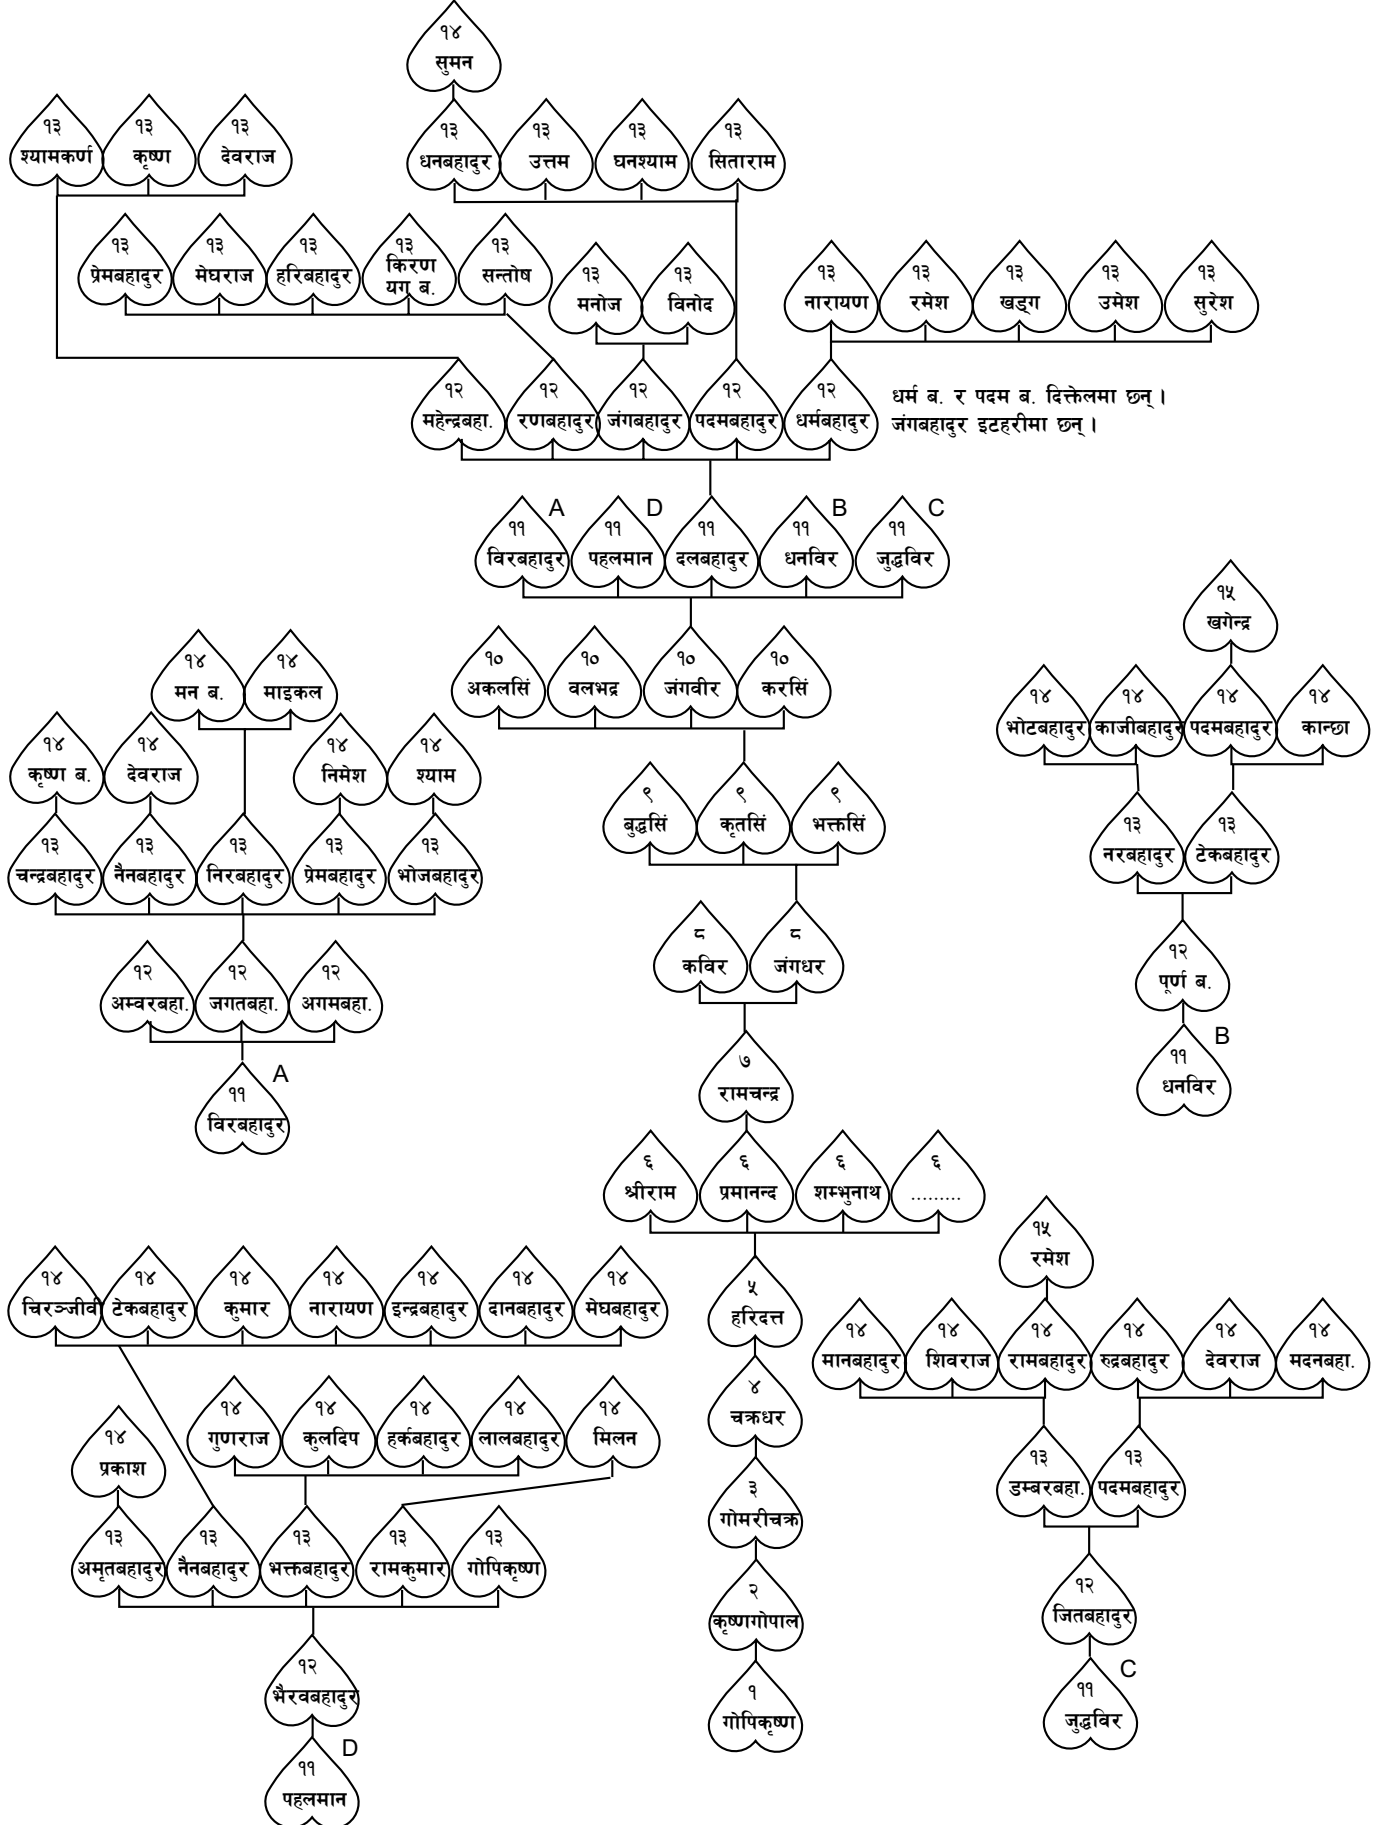 १४
सुमन
१३ १३ १३
श्यामकर्ण कृष्ण देवराज
१३ १३ १३ १३
धनबहादुर उत्तम घनश्याम सिताराम
१३ १३ १३ १३ १३
प्रेमबहादुर मेघराज हरिबहादुर किरण यग ब. सन्तोष
१३ १३
मनोज विनोद
१३ १३ १३ १३ १३
नारायण रमेश खड्ग उमेश सुरेश
१२ १२ १२ १२ १२
महेन्द्रबहा. रणबहादुर जंगबहादुर पदमबहादुर धर्मबहादुर
धर्म ब. र पदम ब. दिक्तेलमा छन् ।
जंगबहादुर इटहरीमा छन् ।
A D B C
११ ११ ११ ११ ११
विरबहादुर पहलमान दलबहादुर धनविर जुद्धविर
१० १० १० १०
अकलसिं वलभद्र जंगवीर करसिं
९ ९ ९
बुद्धसिं कृतसिं भक्तसिं
८ ८
कविर जंगधर
७
रामचन्द्र
६ ६ ६ ६
श्रीराम प्रमानन्द शम्भुनाथ .........
५
हरिदत्त
४
चक्रधर
३
गोमरीचक्र
२
कृष्णगोपाल
१
गोपिकृष्ण
१४ १४
मन ब. माइकल
१४ १४ १४ १४
कृष्ण ब. देवराज निमेश श्याम
१३ १३ १३ १३ १३
चन्द्रबहादुर नैनबहादुर निरबहादुर प्रेमबहादुर भोजबहादुर
१२ १२ १२
अम्वरबहा. जगतबहा. अगमबहा.
A
११
विरबहादुर
१५
खगेन्द्र
१४ १४ १४ १४
भोटबहादुर काजीबहादुर पदमबहादुर कान्छा
१३ १३
नरबहादुर टेकबहादुर
१२
पूर्ण ब.
B
११
धनविर
१४ १४ १४ १४ १४ १४ १४
चिरञ्जीवी टेकबहादुर कुमार नारायण इन्द्रबहादुर दानबहादुर मेघबहादुर
१४ १४ १४ १४ १४
गुणराज कुलदिप हर्कबहादुर लालबहादुर मिलन
१४
प्रकाश
१३ १३ १३ १३ १३
अमृतबहादुर नैनबहादुर भक्तबहादुर रामकुमार गोपिकृष्ण
१२
भैरवबहादुर
D
११
पहलमान
१५
रमेश
१४ १४ १४ १४ १४ १४
मानबहादुर शिवराज रामबहादुर रुद्रबहादुर देवराज मदनबहा.
१३ १३
डम्बरबहा. पदमबहादुर
१२
जितबहादुर
C
११
जुद्धविर